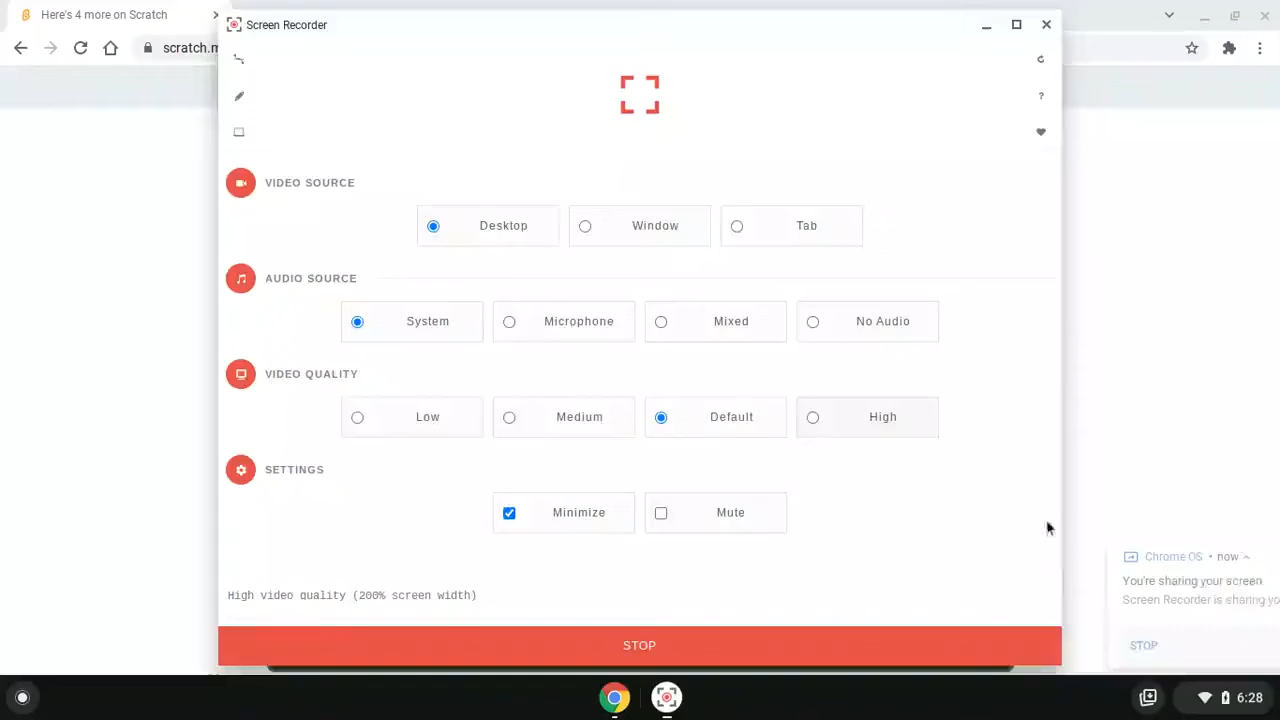 Here's 4 more on Scratch
scratch.m
Screen Recorder
?
VIDEO SOURCE
Desktop Window Tab
AUDIO SOURCE
System Microphone Mixed No Audio
VIDEO QUALITY
Low Medium Default High
SETTINGS
Minimize Mute
High video quality (200% screen width)
STOP
Chrome OS • now
You're sharing your screen
Screen Recorder is sharing yo
STOP
6:28